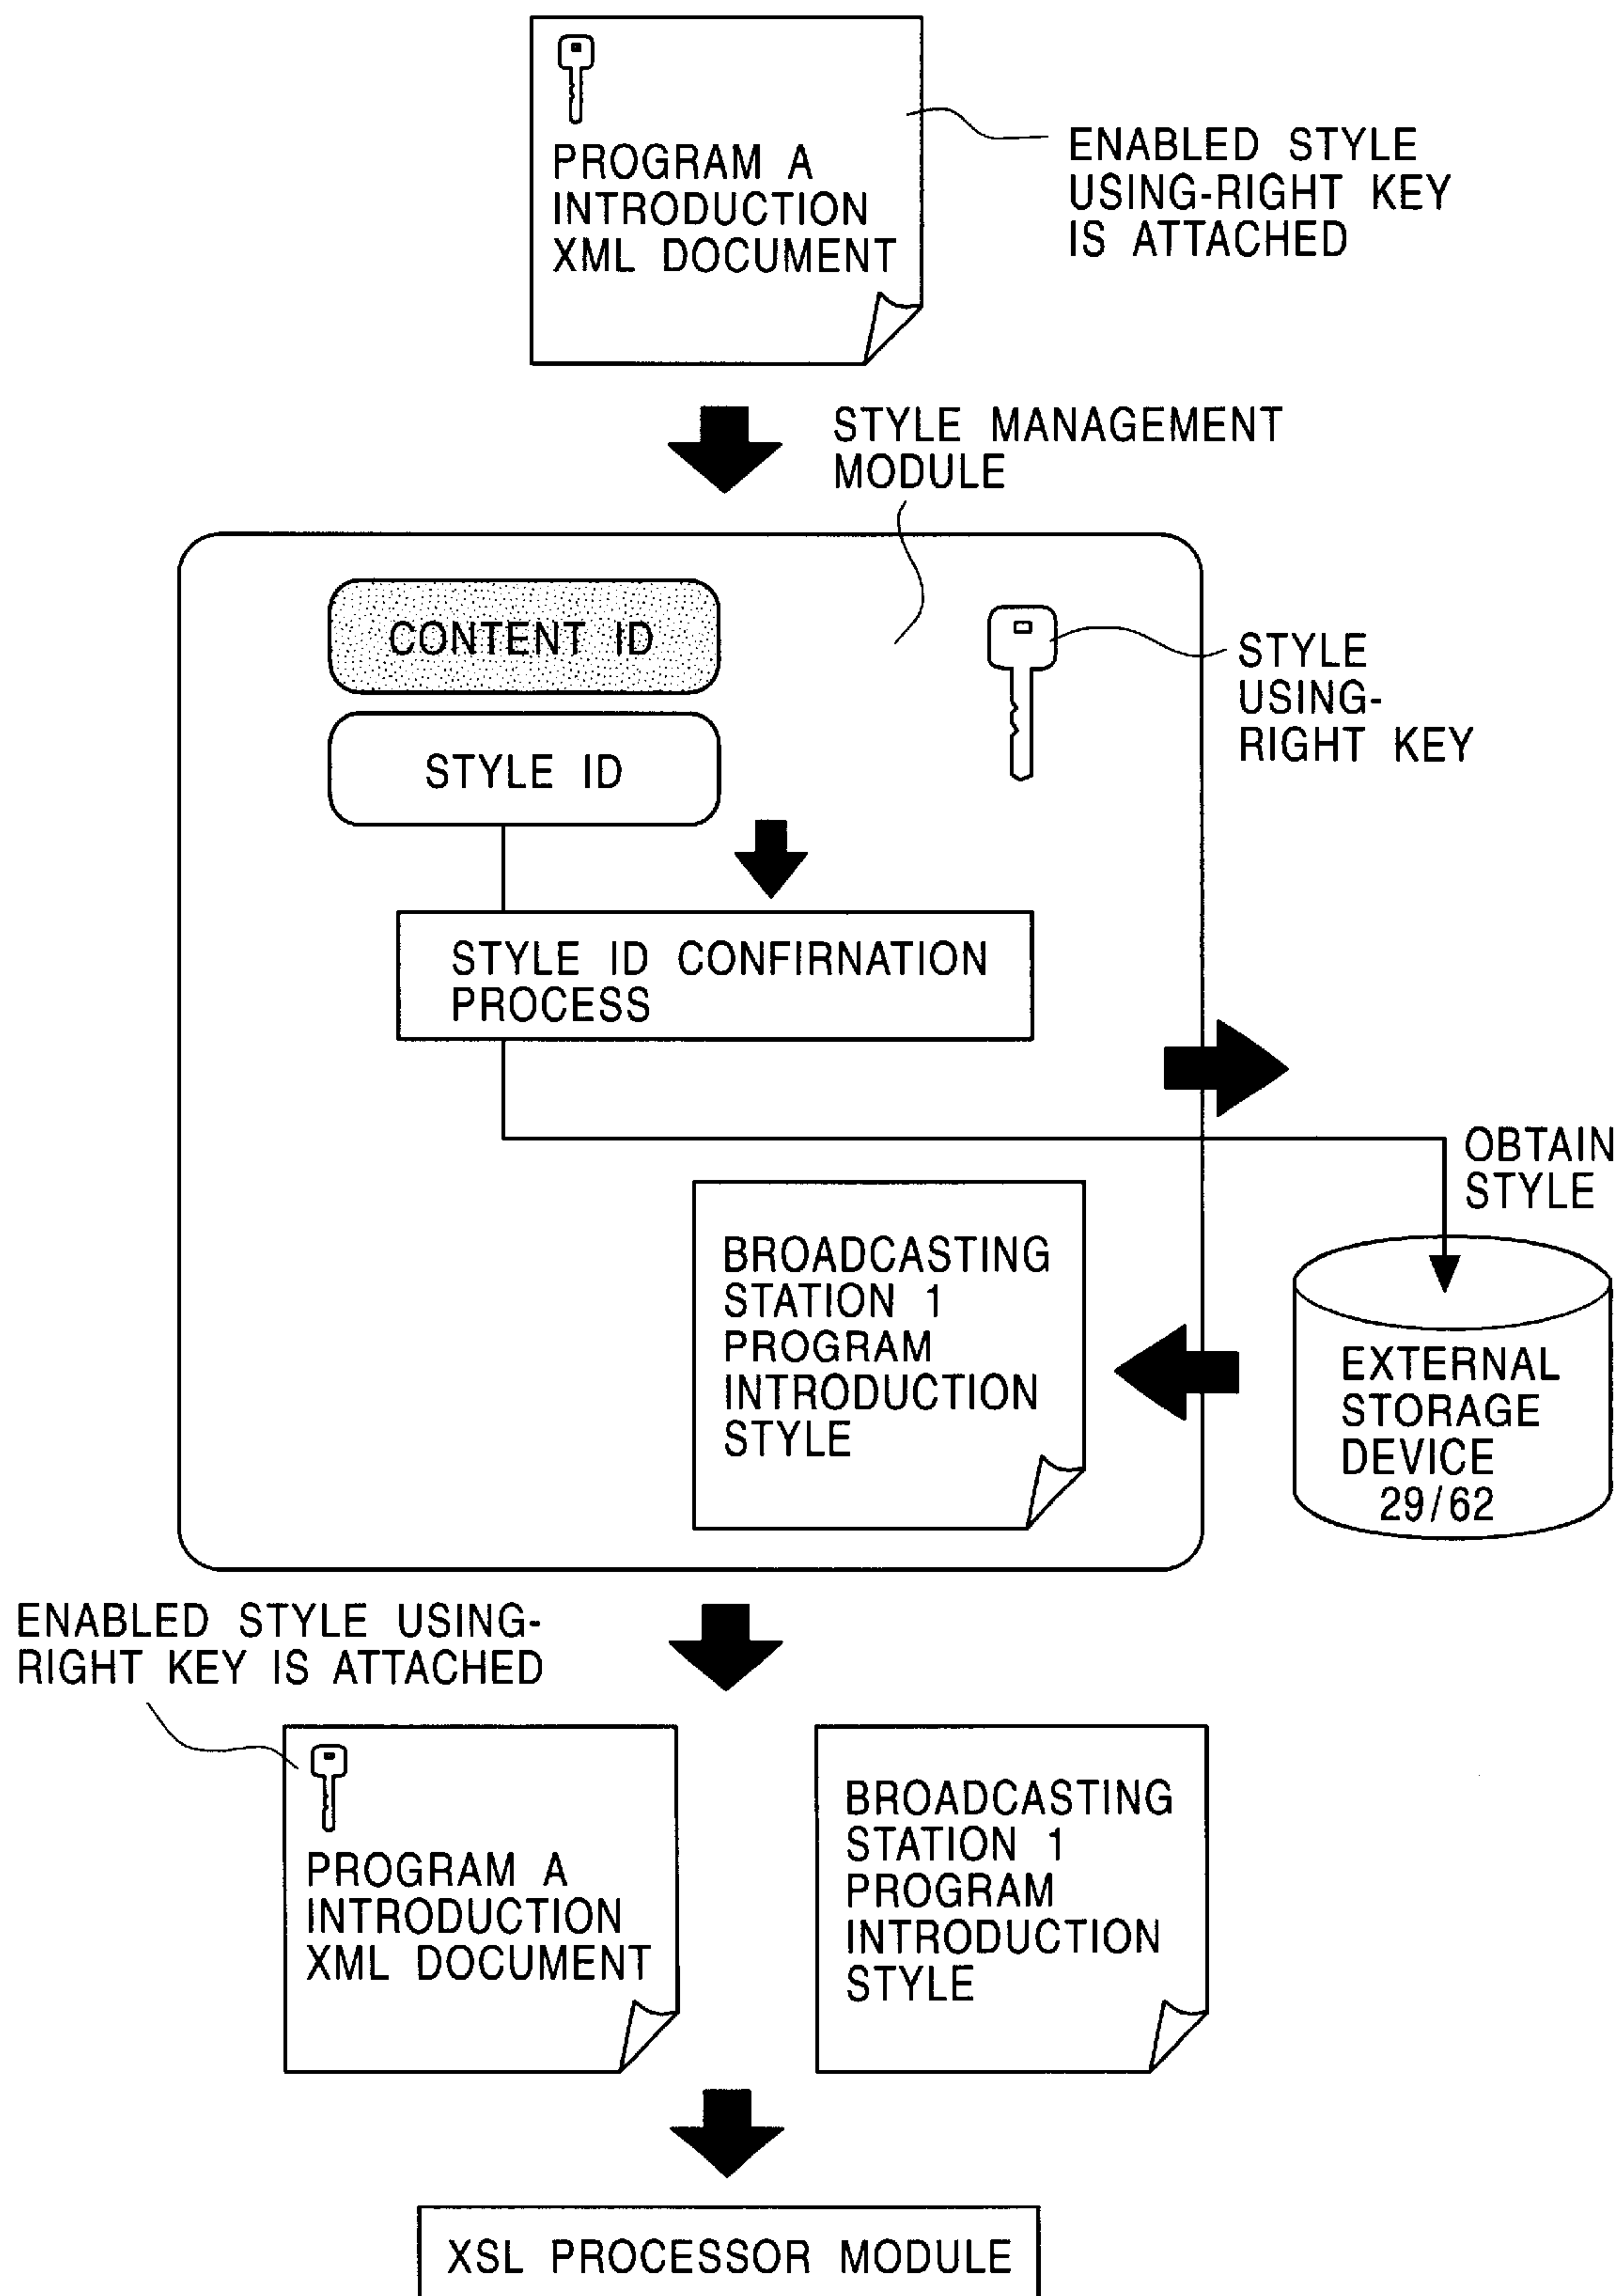 PROGRAM A
INTRODUCTION
XML DOCUMENT
ENABLED STYLE
USING-RIGHT KEY
IS ATTACHED
STYLE MANAGEMENT
MODULE
CONTENT ID
STYLE ID
STYLE
USING-
RIGHT KEY
STYLE ID CONFIRNATION
PROCESS
OBTAIN
STYLE
BROADCASTING
STATION 1
PROGRAM
INTRODUCTION
STYLE
EXTERNAL
STORAGE
DEVICE
29/62
ENABLED STYLE USING-
RIGHT KEY IS ATTACHED
PROGRAM A
INTRODUCTION
XML DOCUMENT
BROADCASTING
STATION 1
PROGRAM
INTRODUCTION
STYLE
XSL PROCESSOR MODULE